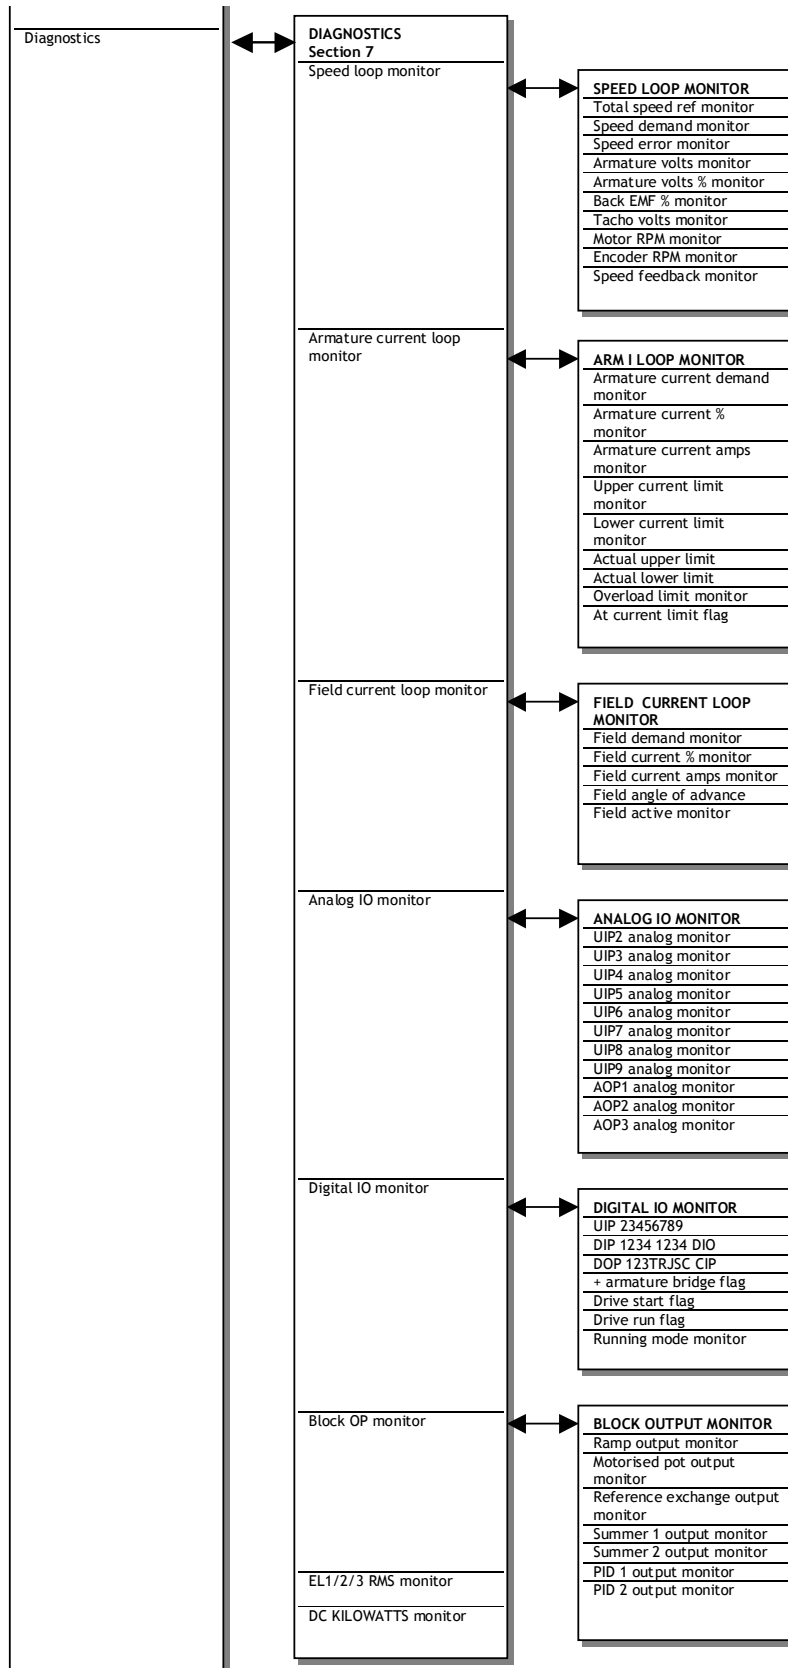 Diagnostics
DIAGNOSTICS
Section 7
Speed loop monitor
SPEED LOOP MONITOR
Total speed ref monitor
Speed demand monitor
Speed error monitor
Armature volts monitor
Armature volts % monitor
Back EMF % monitor
Tacho volts monitor
Motor RPM monitor
Encoder RPM monitor
Speed feedback monitor
Armature current loop
monitor
ARM I LOOP MONITOR
Armature current demand
monitor
Armature current %
monitor
Armature current amps
monitor
Upper current limit
monitor
Lower current limit
monitor
Actual upper limit
Actual lower limit
Overload limit monitor
At current limit flag
Field current loop monitor
FIELD CURRENT LOOP
MONITOR
Field demand monitor
Field current % monitor
Field current amps monitor
Field angle of advance
Field active monitor
Analog IO monitor
ANALOG IO MONITOR
UIP2 analog monitor
UIP3 analog monitor
UIP4 analog monitor
UIP5 analog monitor
UIP6 analog monitor
UIP7 analog monitor
UIP8 analog monitor
UIP9 analog monitor
AOP1 analog monitor
AOP2 analog monitor
AOP3 analog monitor
Digital IO monitor
DIGITAL IO MONITOR
UIP 23456789
DIP 1234 1234 DIO
DOP 123TRJSC CIP
+ armature bridge flag
Drive start flag
Drive run flag
Running mode monitor
Block OP monitor
BLOCK OUTPUT MONITOR
Ramp output monitor
Motorised pot output
monitor
Reference exchange output
monitor
Summer 1 output monitor
Summer 2 output monitor
PID 1 output monitor
PID 2 output monitor
EL1/2/3 RMS monitor
DC KILOWATTS monitor